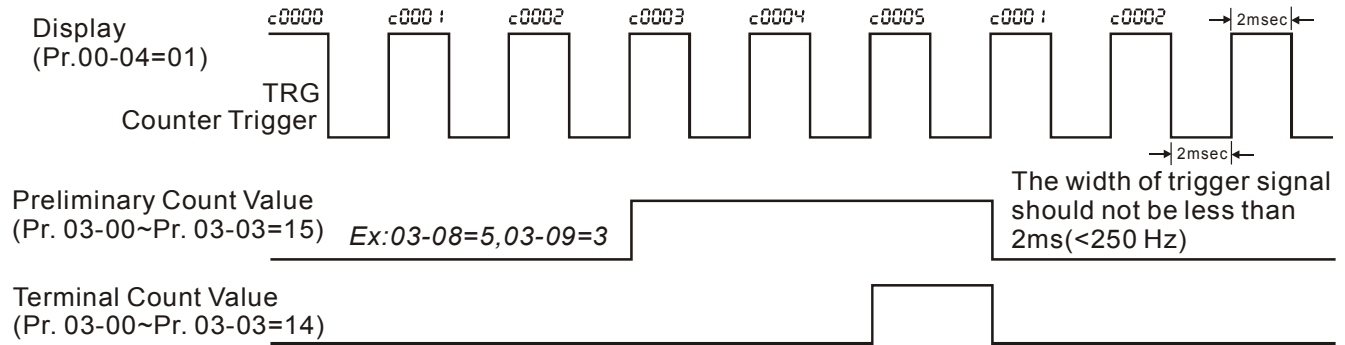 c0000 c0001 c0002 c0003 c0004 c0005 c0001 c0002
Display
(Pr.00-04=01)
2msec
TRG
Counter Trigger
2msec
The width of trigger signal
should not be less than
2ms(<250 Hz)
Preliminary Count Value
(Pr. 03-00~Pr. 03-03=15)
Ex:03-08=5,03-09=3
Terminal Count Value
(Pr. 03-00~Pr. 03-03=14)